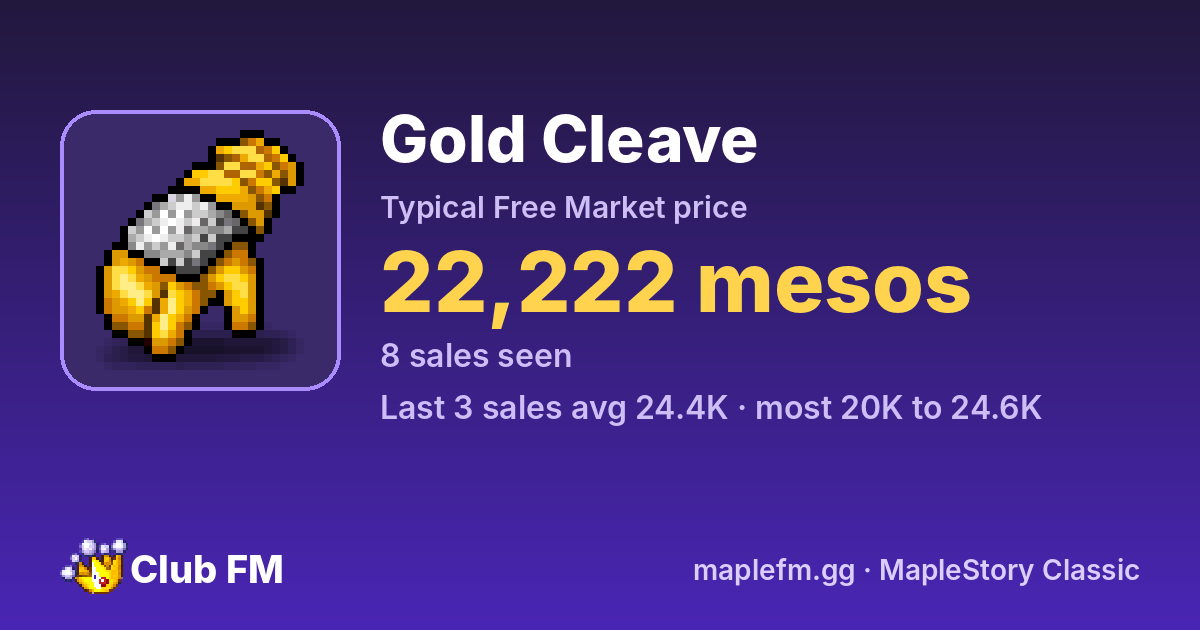 Gold Cleave
Typical Free Market price
22,222 mesos
8 sales seen
Last 3 sales avg 24.4K · most 20K to 24.6K
Club FM
maplefm.gg · MapleStory Classic